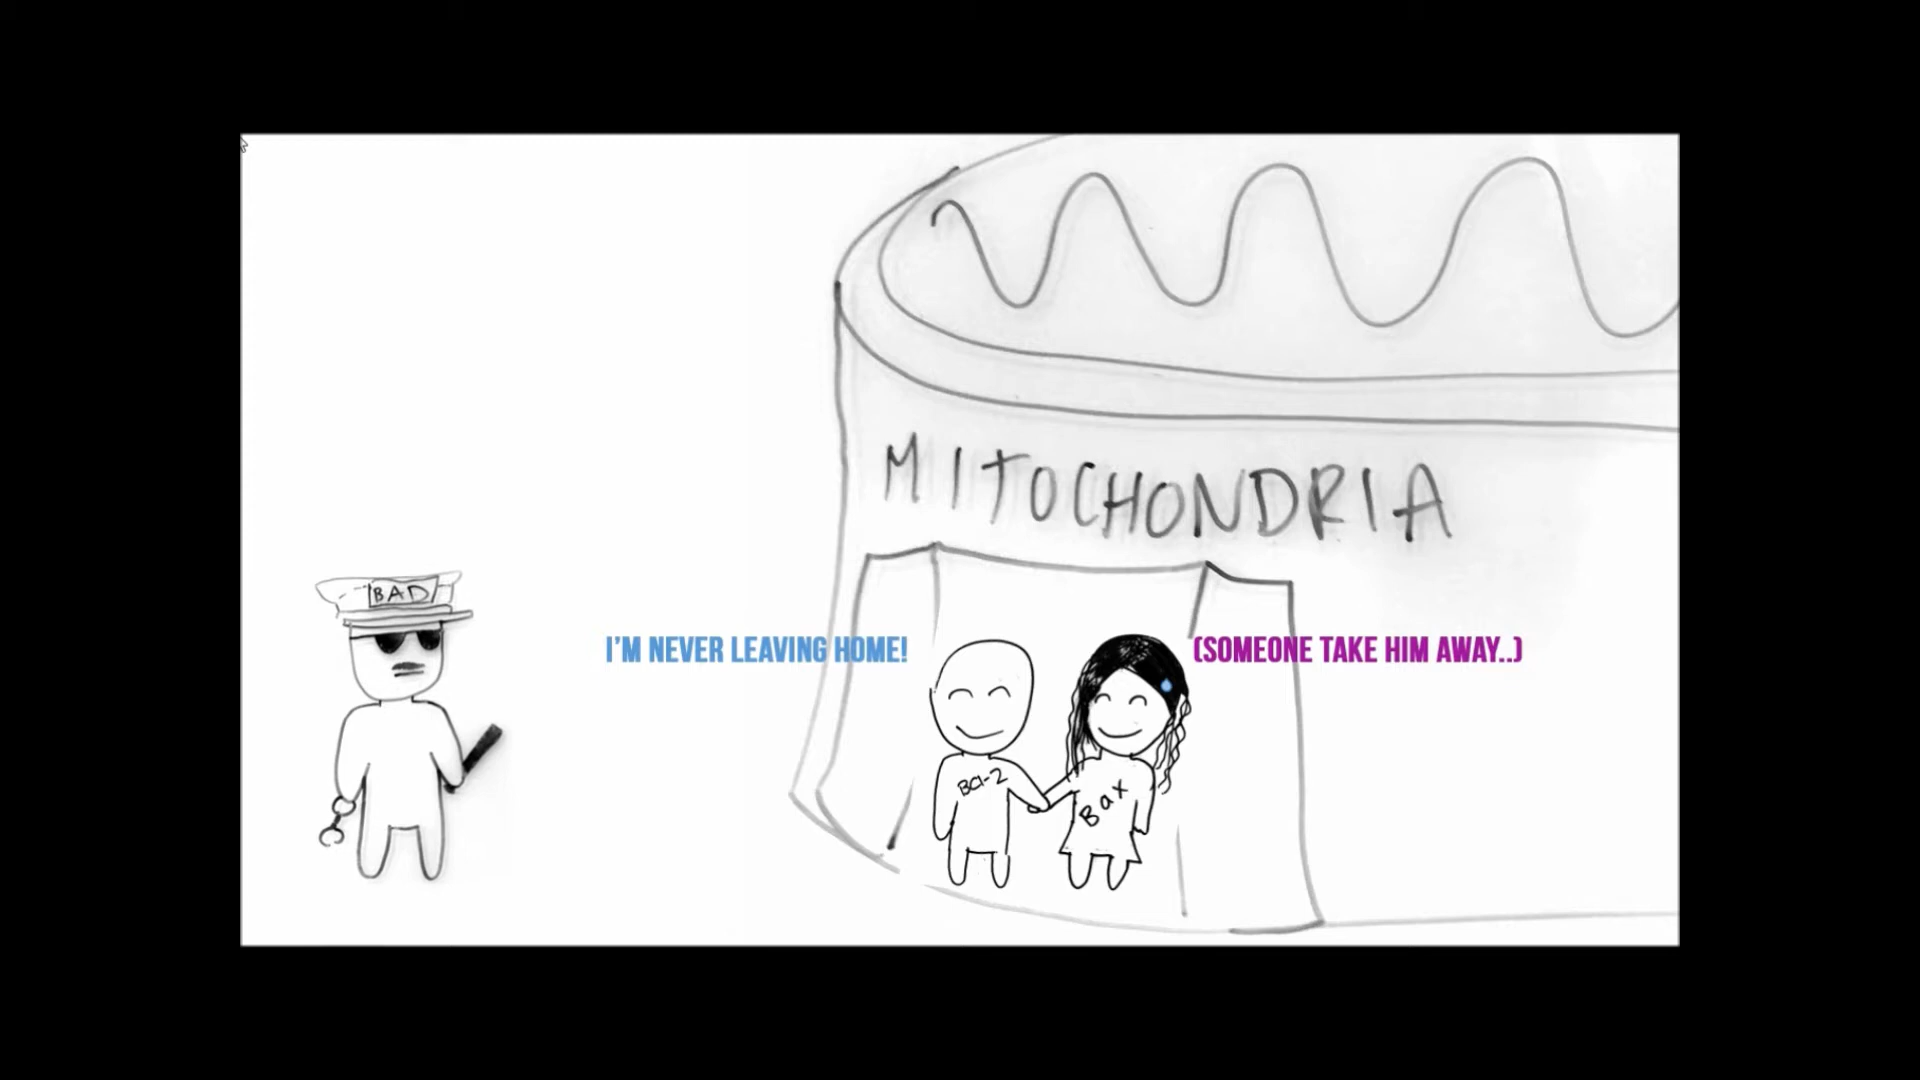 MITOCHONDRIA
BAD
I'M NEVER LEAVING HOME!
(SOMEONE TAKE HIM AWAY..)
BCl-2
Bax